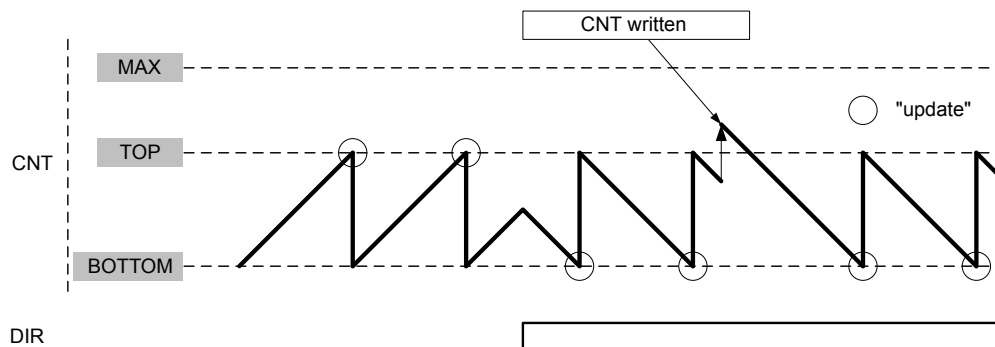 CNT written
MAX
"update"
TOP
CNT
BOTTOM
DIR